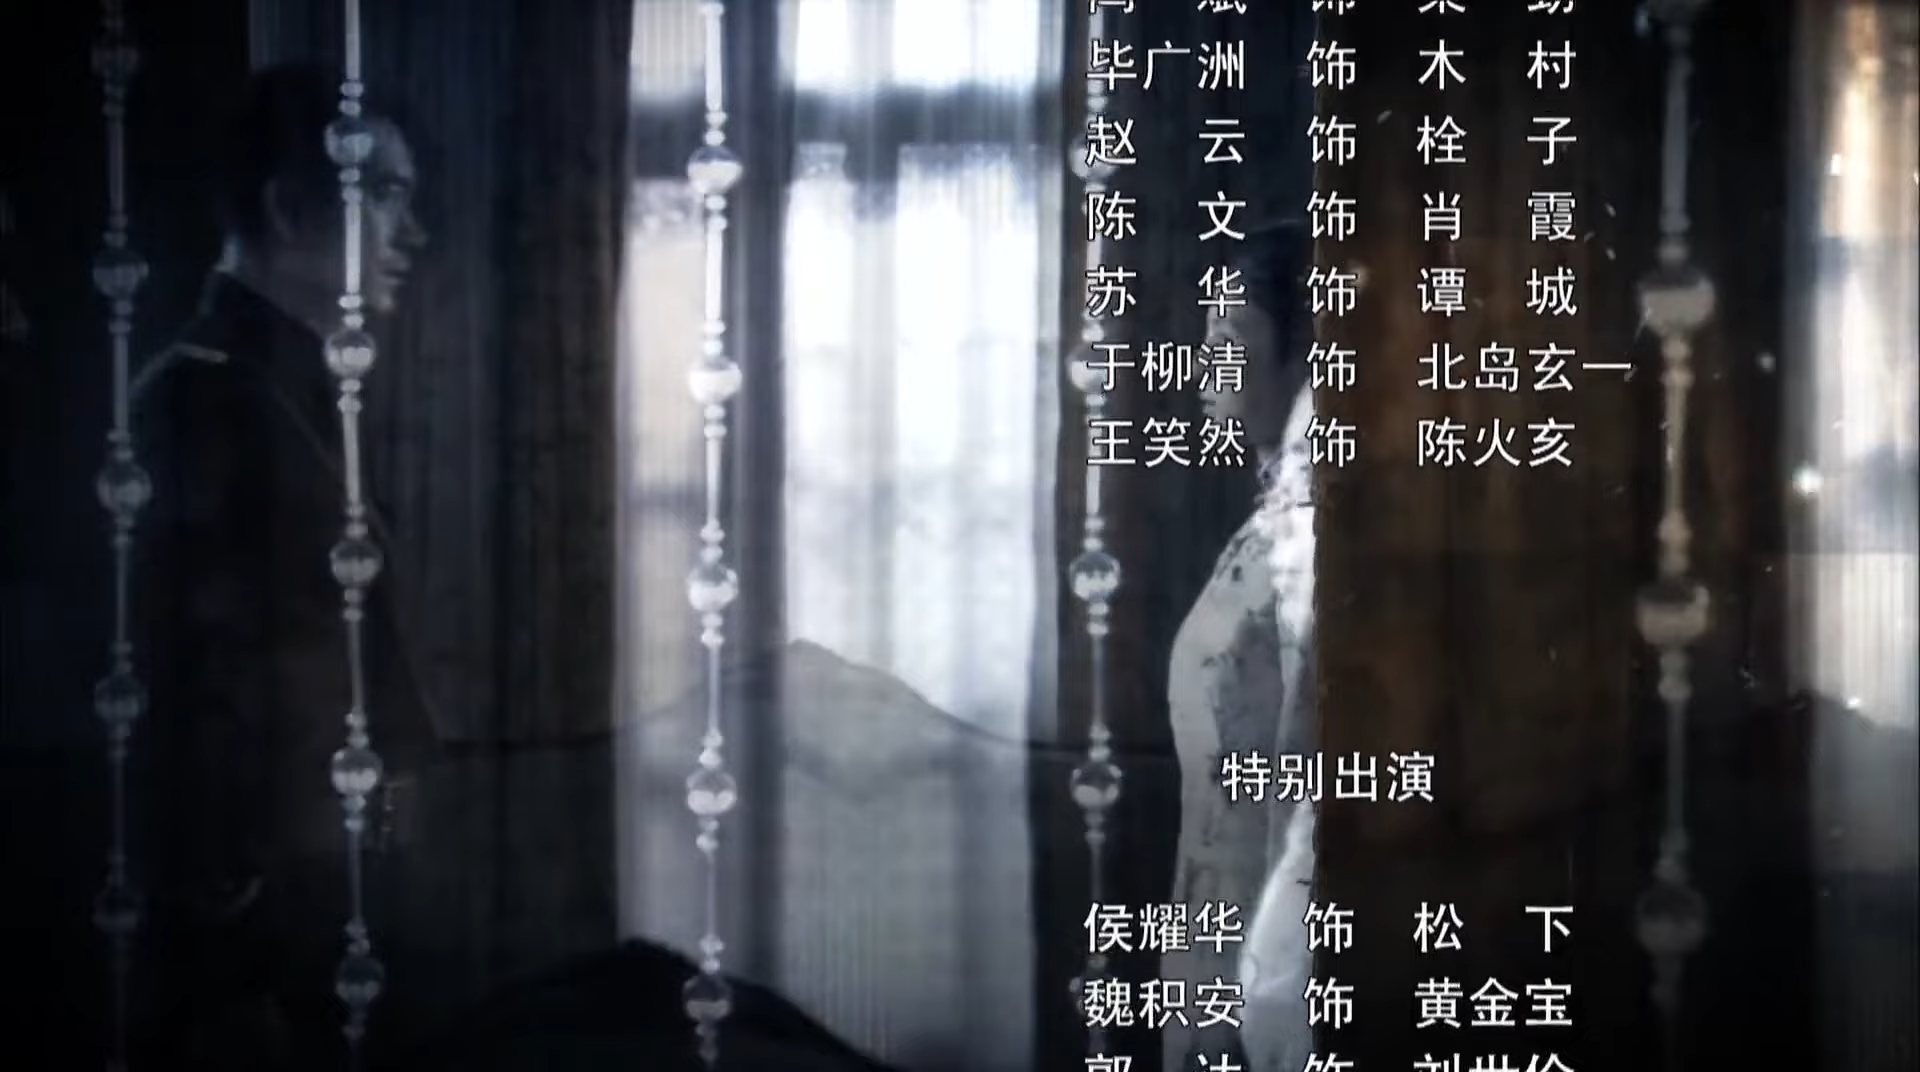 毕广洲 饰 木村
赵云 饰 栓子
陈文 饰 肖霞
苏华 饰 谭城
于柳清 饰 北岛玄一
王笑然 饰 陈火亥
特别出演
侯耀华 饰 松下
魏积安 饰 黄金宝